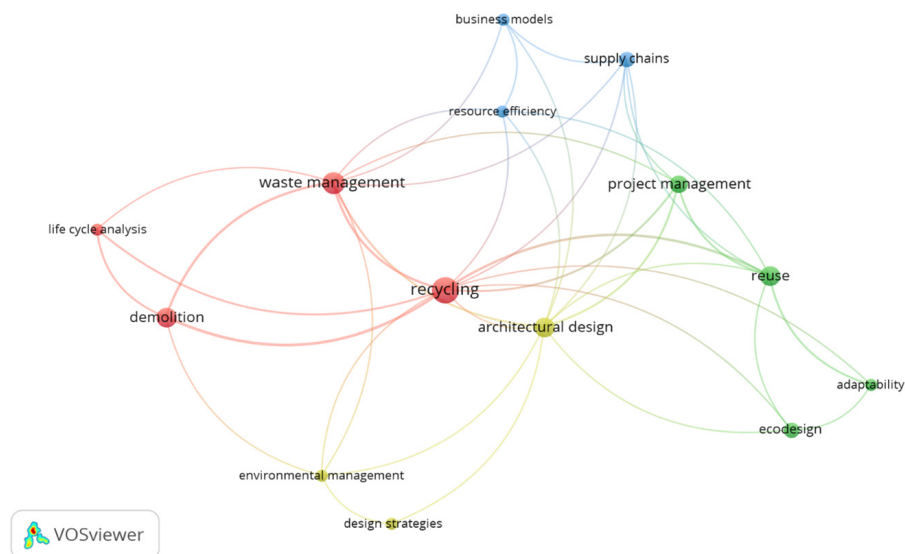 business models
supply chains
resource efficiency
waste management
project management
life cycle analysis
reuse
recycling
demolition
architectural design
adaptability
ecodesign
environmental management
design strategies
VOSviewer